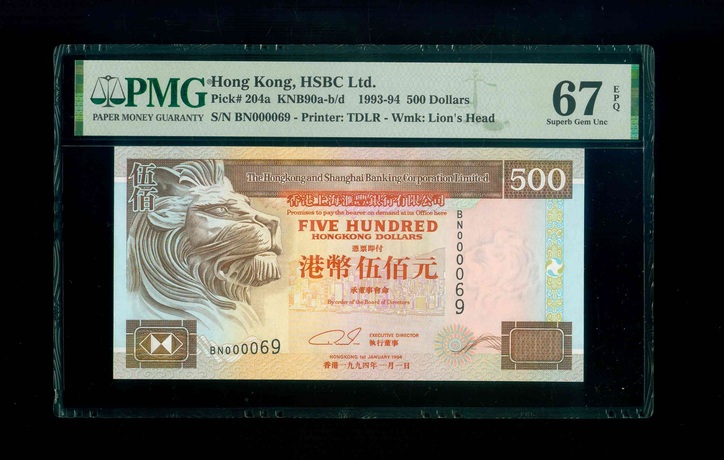 PMG
PAPER MONEY GUARANTY
Hong Kong, HSBC Ltd.
Pick# 204a KNB90a-b/d 1993-94 500 Dollars
S/N BN000069 - Printer: TDLR - Wmk: Lion's Head
67 EPQ
Superb Gem Unc
伍佰
The Hongkong and Shanghai Banking Corporation Limited
500
香港上海滙豐銀行有限公司
Promises to pay the bearer on demand at its Office here
FIVE HUNDRED
HONGKONG DOLLARS
憑票即付
港幣伍佰元
承董事會命
By order of the Board of Directors
BN000069
BN000069
EXECUTIVE DIRECTOR
執行董事
HONGKONG 1st JANUARY 1994
香港一九九四年一月一日